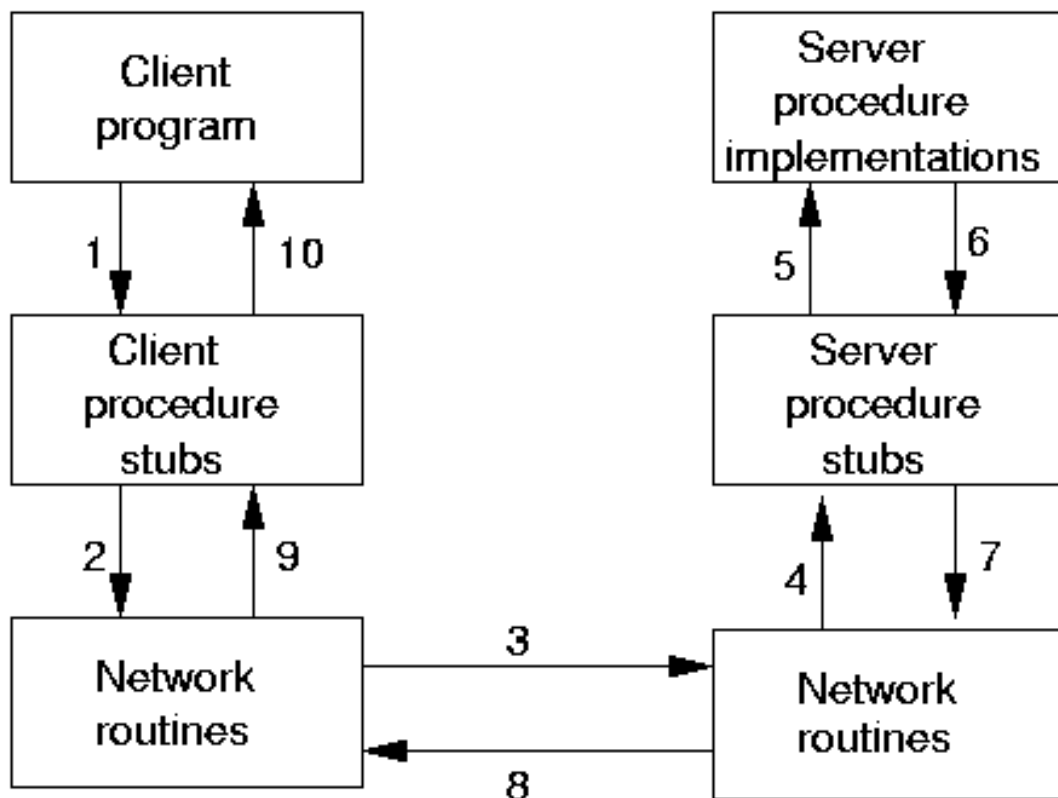 Client
program
Server
procedure
implementations
1
10
5
6
Client
procedure
stubs
Server
procedure
stubs
2
9
4
7
Network
routines
3
8
Network
routines